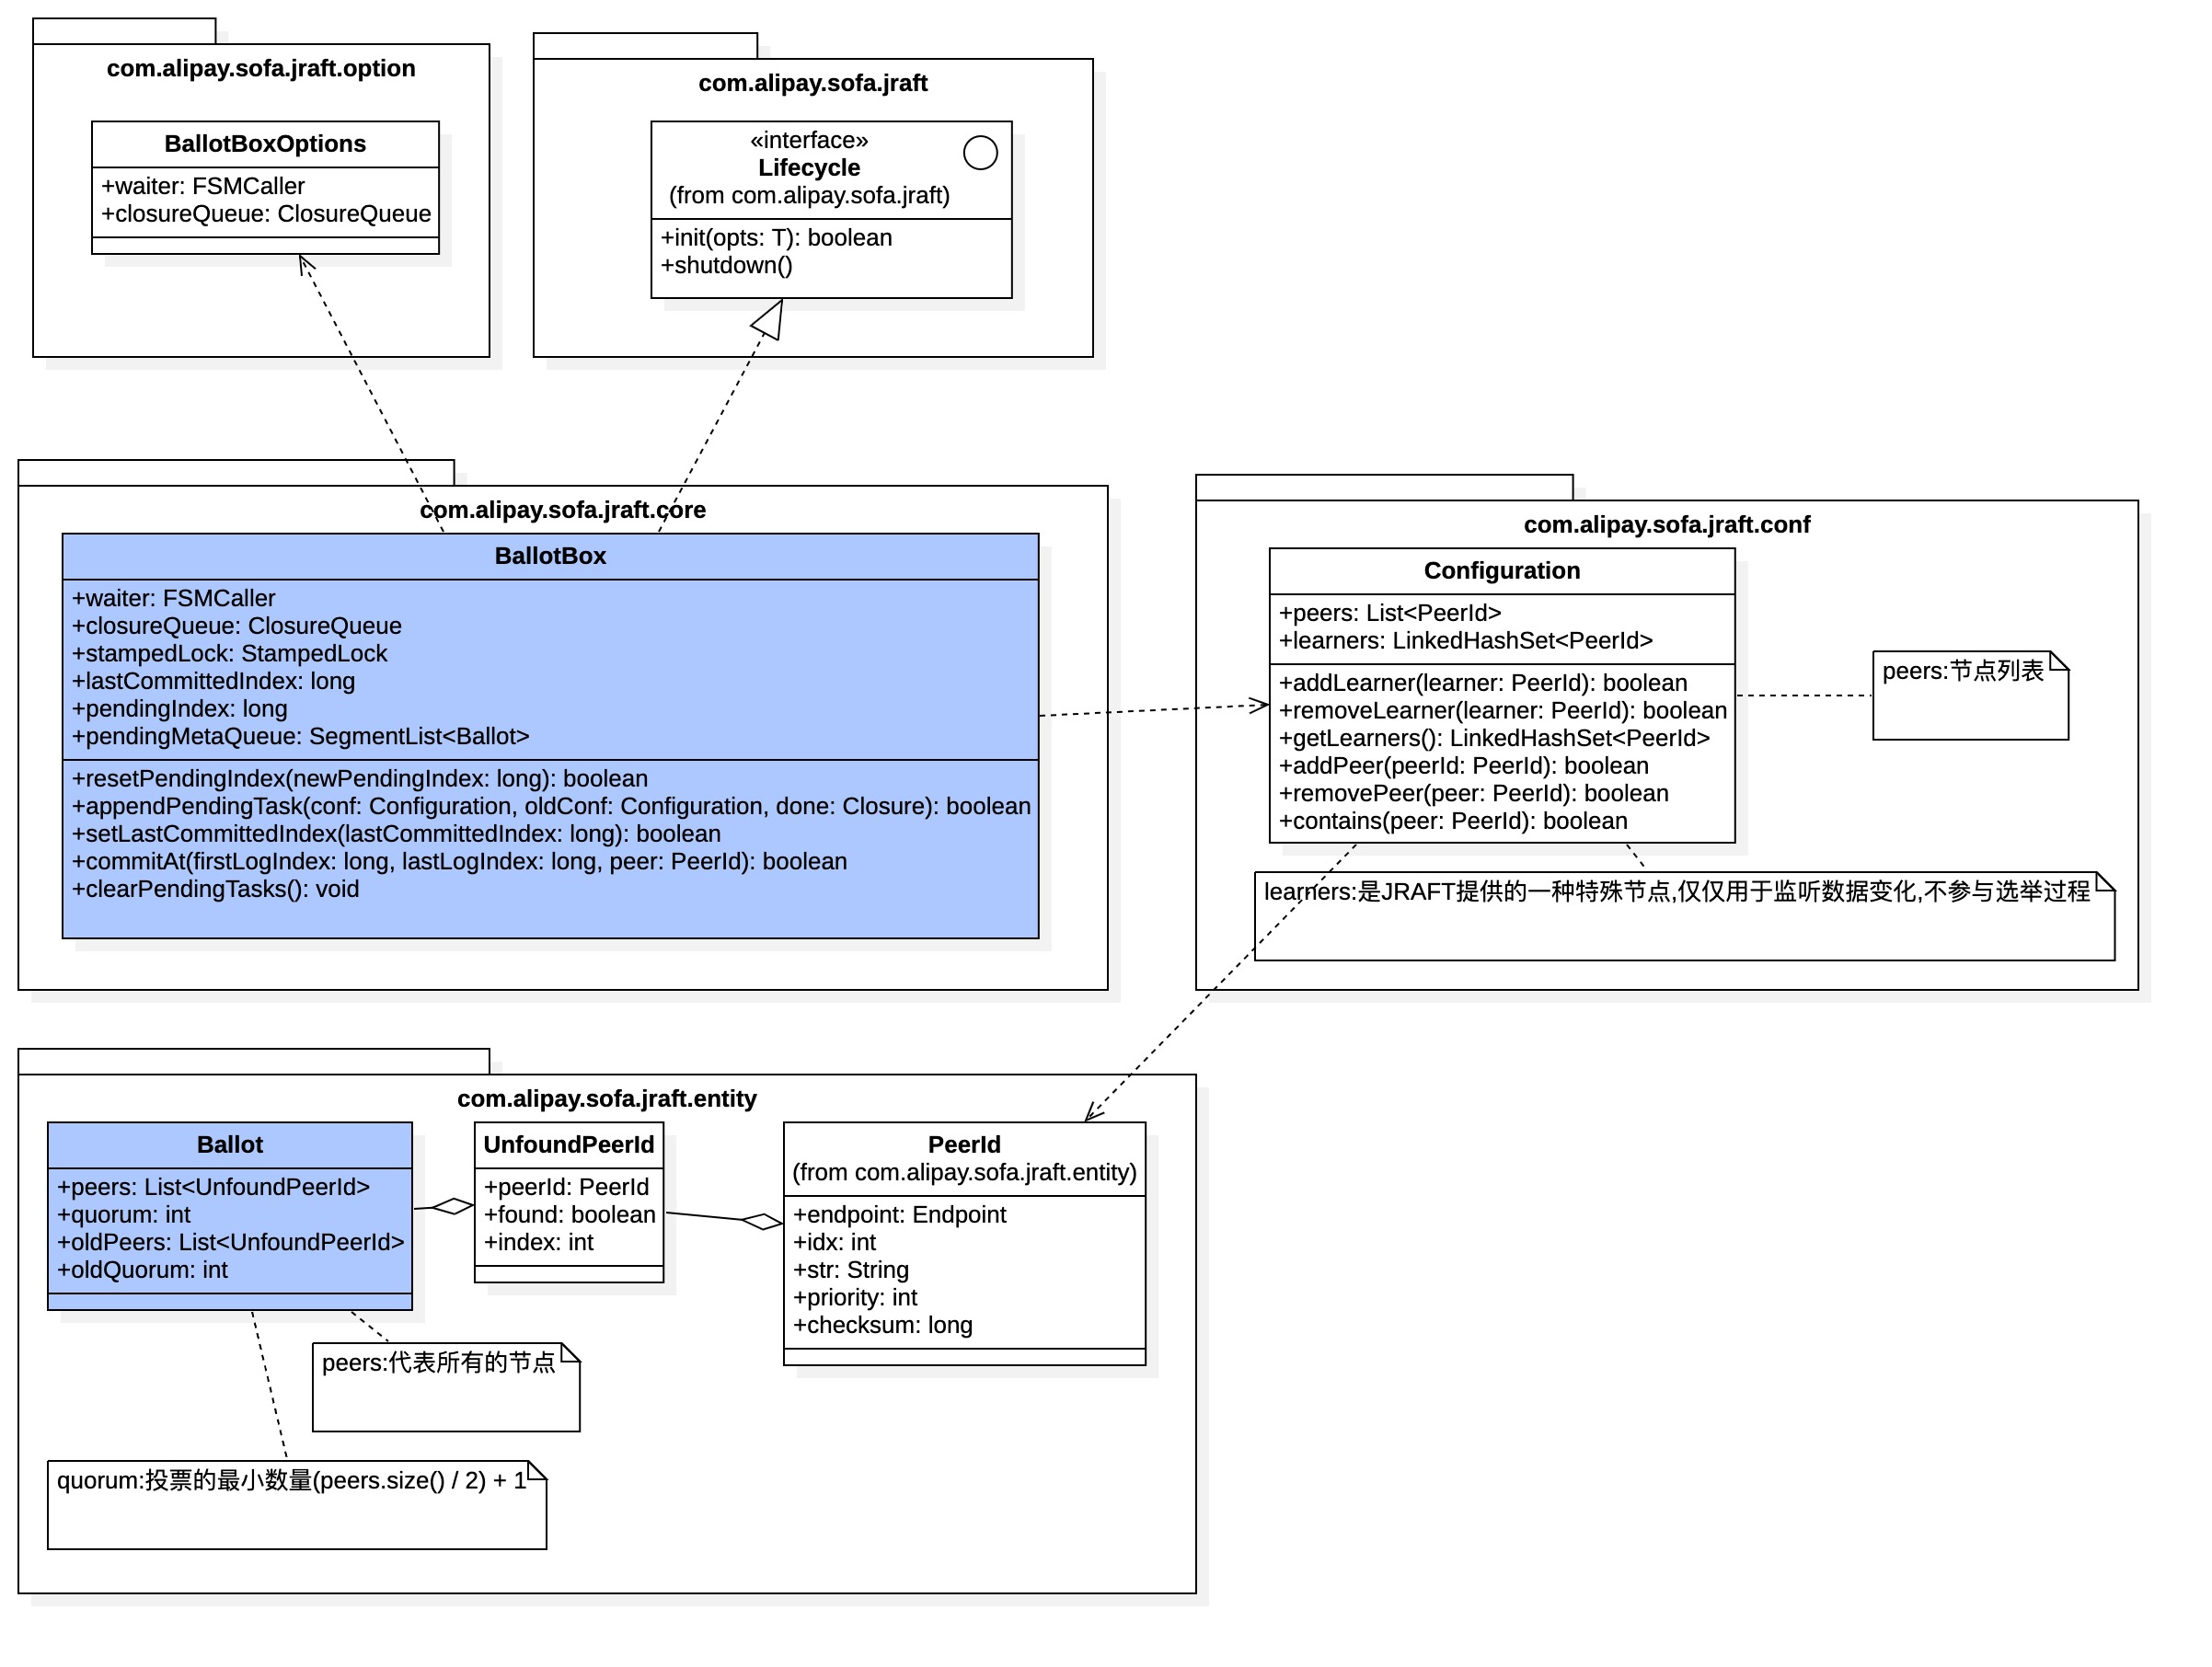 com.alipay.sofa.jraft.option
BallotBoxOptions
+waiter: FSMCaller
+closureQueue: ClosureQueue
com.alipay.sofa.jraft
«interface»
Lifecycle
(from com.alipay.sofa.jraft)
+init(opts: T): boolean
+shutdown()
com.alipay.sofa.jraft.core
BallotBox
+waiter: FSMCaller
+closureQueue: ClosureQueue
+stampedLock: StampedLock
+lastCommittedIndex: long
+pendingIndex: long
+pendingMetaQueue: SegmentList<Ballot>
+resetPendingIndex(newPendingIndex: long): boolean
+appendPendingTask(conf: Configuration, oldConf: Configuration, done: Closure): boolean
+setLastCommittedIndex(lastCommittedIndex: long): boolean
+commitAt(firstLogIndex: long, lastLogIndex: long, peer: PeerId): boolean
+clearPendingTasks(): void
com.alipay.sofa.jraft.conf
Configuration
+peers: List<PeerId>
+learners: LinkedHashSet<PeerId>
+addLearner(learner: PeerId): boolean
+removeLearner(learner: PeerId): boolean
+getLearners(): LinkedHashSet<PeerId>
+addPeer(peerId: PeerId): boolean
+removePeer(peer: PeerId): boolean
+contains(peer: PeerId): boolean
peers:节点列表
learners:是JRAFT提供的一种特殊节点,仅仅用于监听数据变化,不参与选举过程
com.alipay.sofa.jraft.entity
Ballot
+peers: List<UnfoundPeerId>
+quorum: int
+oldPeers: List<UnfoundPeerId>
+oldQuorum: int
UnfoundPeerId
+peerId: PeerId
+found: boolean
+index: int
PeerId
(from com.alipay.sofa.jraft.entity)
+endpoint: Endpoint
+idx: int
+str: String
+priority: int
+checksum: long
peers:代表所有的节点
quorum:投票的最小数量(peers.size() / 2) + 1